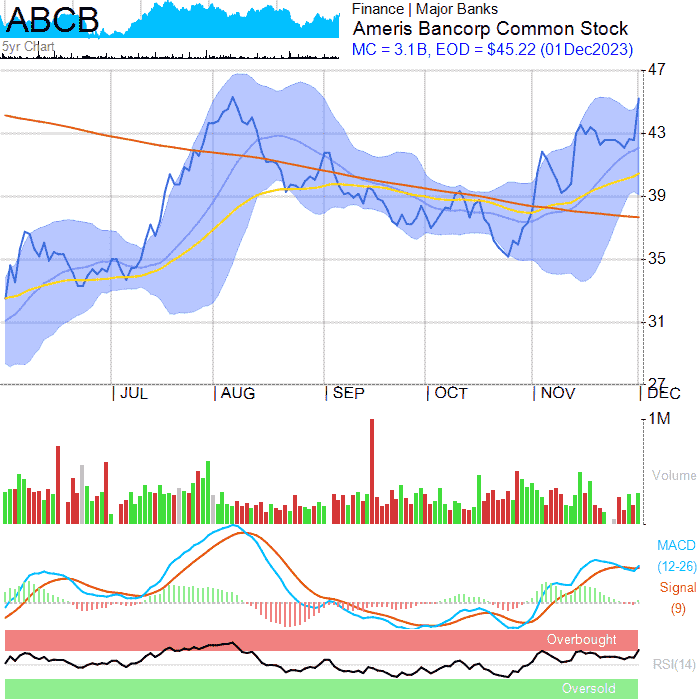 ABCB
5yr Chart
Finance | Major Banks
Ameris Bancorp Common Stock
MC = 3.1B, EOD = $45.22 (01Dec2023)
47
43
39
35
31
27
JUL AUG SEP OCT NOV DEC
1M
Volume
MACD
(12-26)
Signal
(9)
Overbought
RSI(14)
Oversold